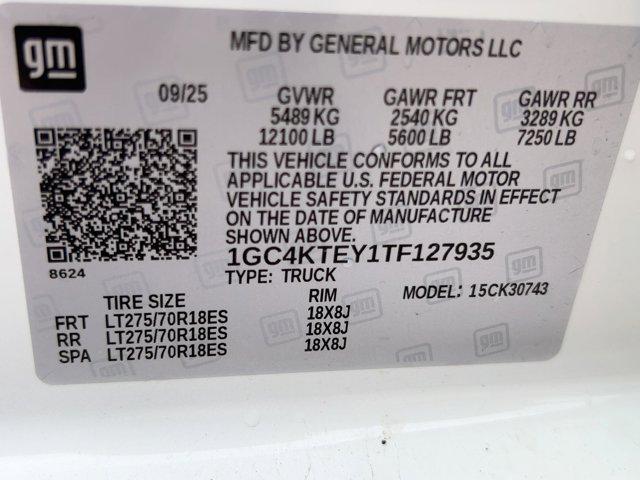 gm
MFD BY GENERAL MOTORS LLC
09/25 GVWR GAWR FRT GAWR RR
5489 KG 2540 KG 3289 KG
12100 LB 5600 LB 7250 LB
THIS VEHICLE CONFORMS TO ALL
APPLICABLE U.S. FEDERAL MOTOR
VEHICLE SAFETY STANDARDS IN EFFECT
ON THE DATE OF MANUFACTURE
SHOWN ABOVE.
8624
1GC4KTEY1TF127935
TYPE: TRUCK
MODEL: 15CK30743
TIRE SIZE RIM
FRT LT275/70R18ES 18X8J
RR LT275/70R18ES 18X8J
SPA LT275/70R18ES 18X8J